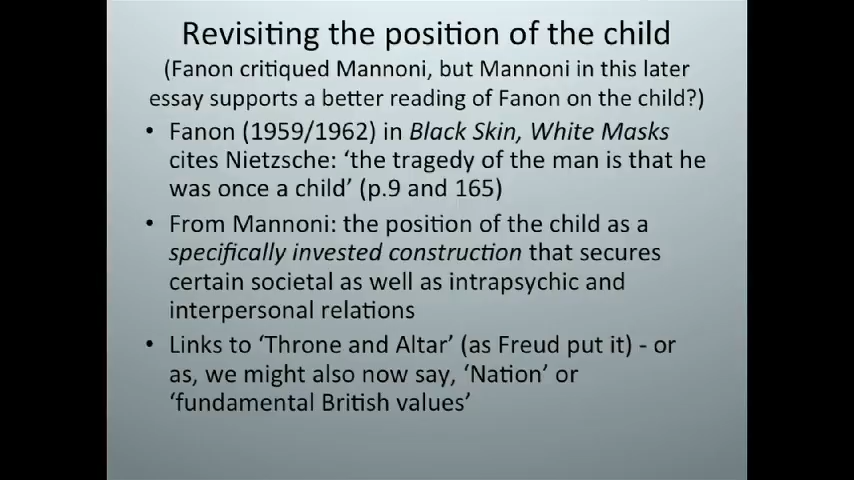 Revisiting the position of the child
(Fanon critiqued Mannoni, but Mannoni in this later
essay supports a better reading of Fanon on the child?)
• Fanon (1959/1962) in Black Skin, White Masks
cites Nietzsche: ‘the tragedy of the man is that he
was once a child’ (p.9 and 165)
• From Mannoni: the position of the child as a
specifically invested construction that secures
certain societal as well as intrapsychic and
interpersonal relations
• Links to ‘Throne and Altar’ (as Freud put it) - or
as, we might also now say, ‘Nation’ or
‘fundamental British values’